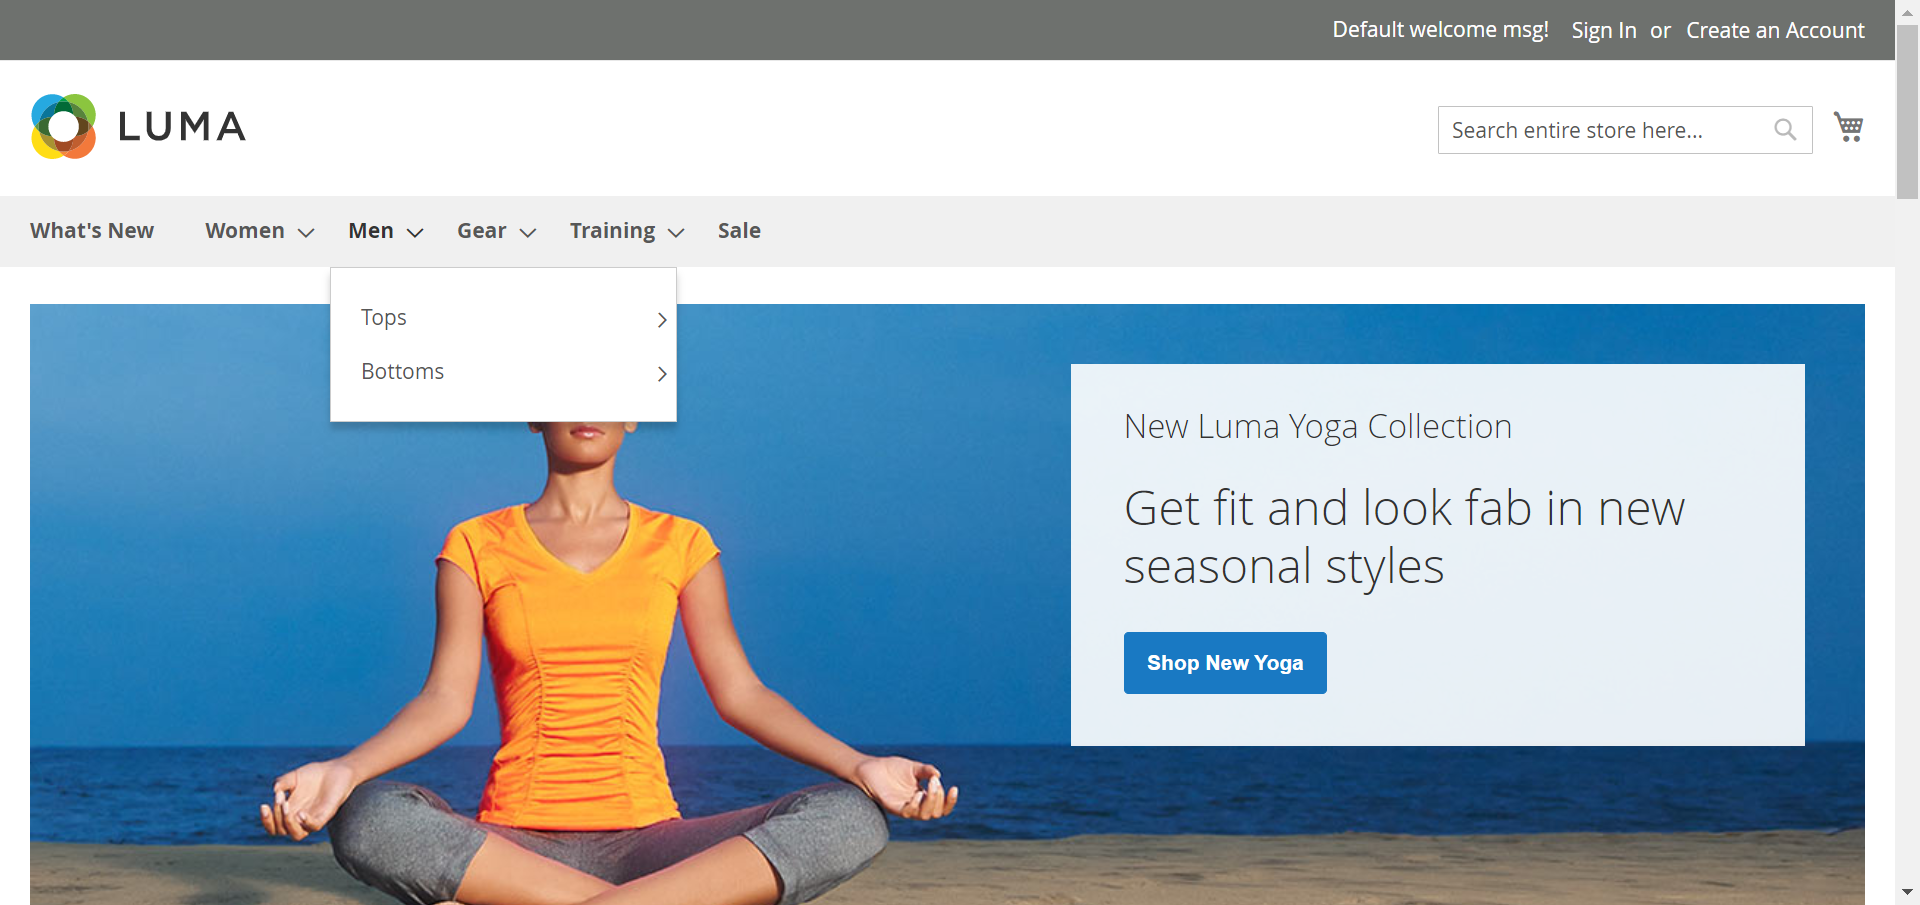 Default welcome msg! Sign In or Create an Account
LUMA
Search entire store here...
What's New Women Men Gear Training Sale
Tops
Bottoms
New Luma Yoga Collection
Get fit and look fab in new
seasonal styles
Shop New Yoga